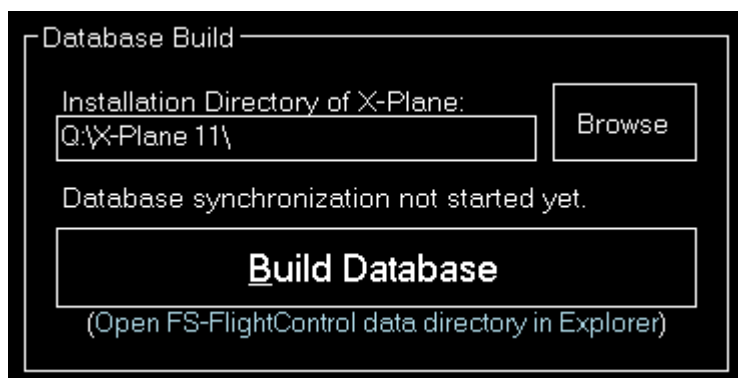 Database Build
Installation Directory of X-Plane:
Q:\X-Plane 11\
Browse
Database synchronization not started yet.
Build Database
(Open FS-FlightControl data directory in Explorer)